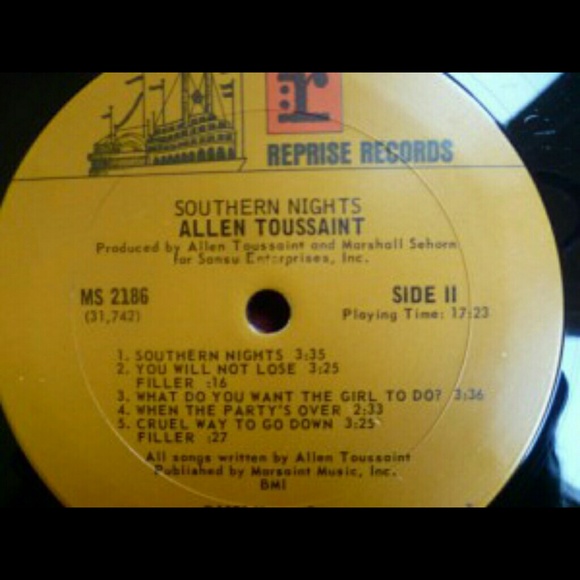 r
REPRISE RECORDS
SOUTHERN NIGHTS
ALLEN TOUSSAINT
Produced by Allen Toussaint and Marshall Sehorn
for Sansu Enterprises, Inc.
MS 2186
SIDE II
(31,742)
Playing Time: 17:23
1. SOUTHERN NIGHTS 3:35
2. YOU WILL NOT LOSE 3:25
FILLER :16
3. WHAT DO YOU WANT THE GIRL TO DO? 3:36
4. WHEN THE PARTY'S OVER 2:33
5. CRUEL WAY TO GO DOWN 3:25
FILLER :27
All songs written by Allen Toussaint
Published by Marsaint Music, Inc.
BMI